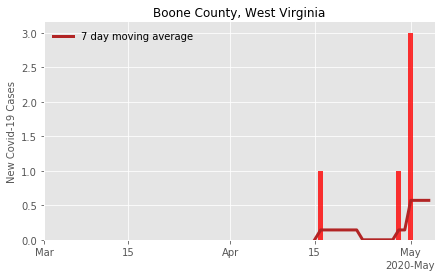 Boone County, West Virginia
7 day moving average
New Covid-19 Cases
3.0
2.5
2.0
1.5
1.0
0.5
0.0
Mar 15 Apr 15 May
2020-May